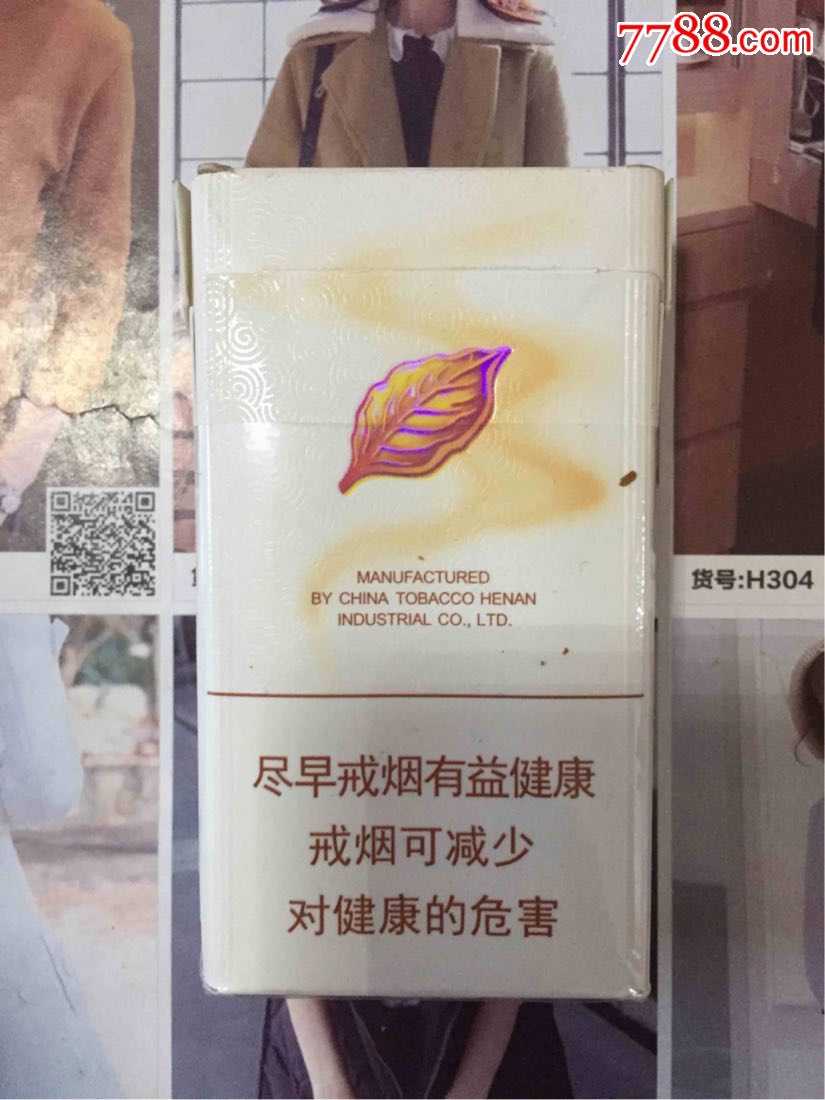 7788.com
MANUFACTURED
BY CHINA TOBACCO HENAN
INDUSTRIAL CO., LTD.
货号:H304
尽早戒烟有益健康
戒烟可减少
对健康的危害